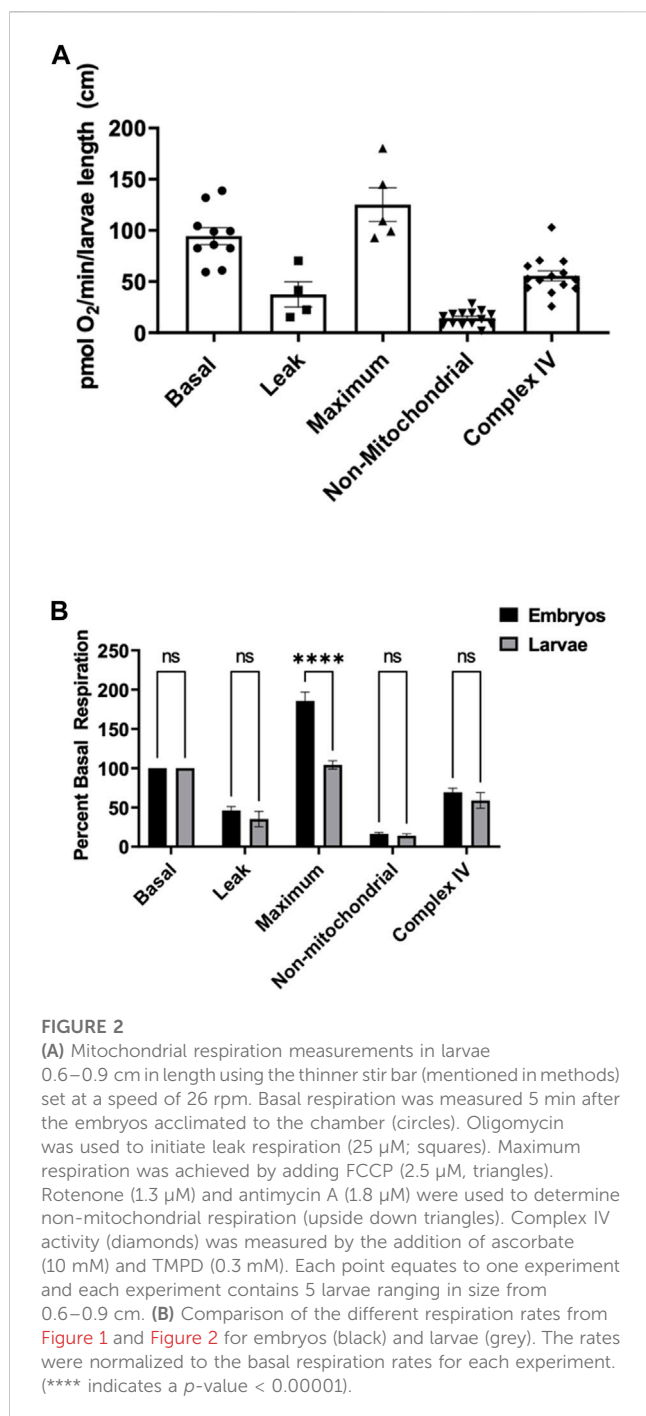 A
pmol O₂/min/larvae length (cm)
200
150
100
50
0
Basal
Leak
Maximum
Non-Mitochondrial
Complex IV
B
Embryos
Larvae
Percent Basal Respiration
250
200
150
100
50
0
ns
ns
****
ns
ns
Basal
Leak
Maximum
Non-mitochondrial
Complex IV
FIGURE 2
(A) Mitochondrial respiration measurements in larvae
0.6–0.9 cm in length using the thinner stir bar (mentioned in methods)
set at a speed of 26 rpm. Basal respiration was measured 5 min after
the embryos acclimated to the chamber (circles). Oligomycin
was used to initiate leak respiration (25 µM; squares). Maximum
respiration was achieved by adding FCCP (2.5 µM, triangles).
Rotenone (1.3 µM) and antimycin A (1.8 µM) were used to determine
non-mitochondrial respiration (upside down triangles). Complex IV
activity (diamonds) was measured by the addition of ascorbate
(10 mM) and TMPD (0.3 mM). Each point equates to one experiment
and each experiment contains 5 larvae ranging in size from
0.6–0.9 cm. (B) Comparison of the different respiration rates from
Figure 1 and Figure 2 for embryos (black) and larvae (grey). The rates
were normalized to the basal respiration rates for each experiment.
(**** indicates a p-value < 0.00001).